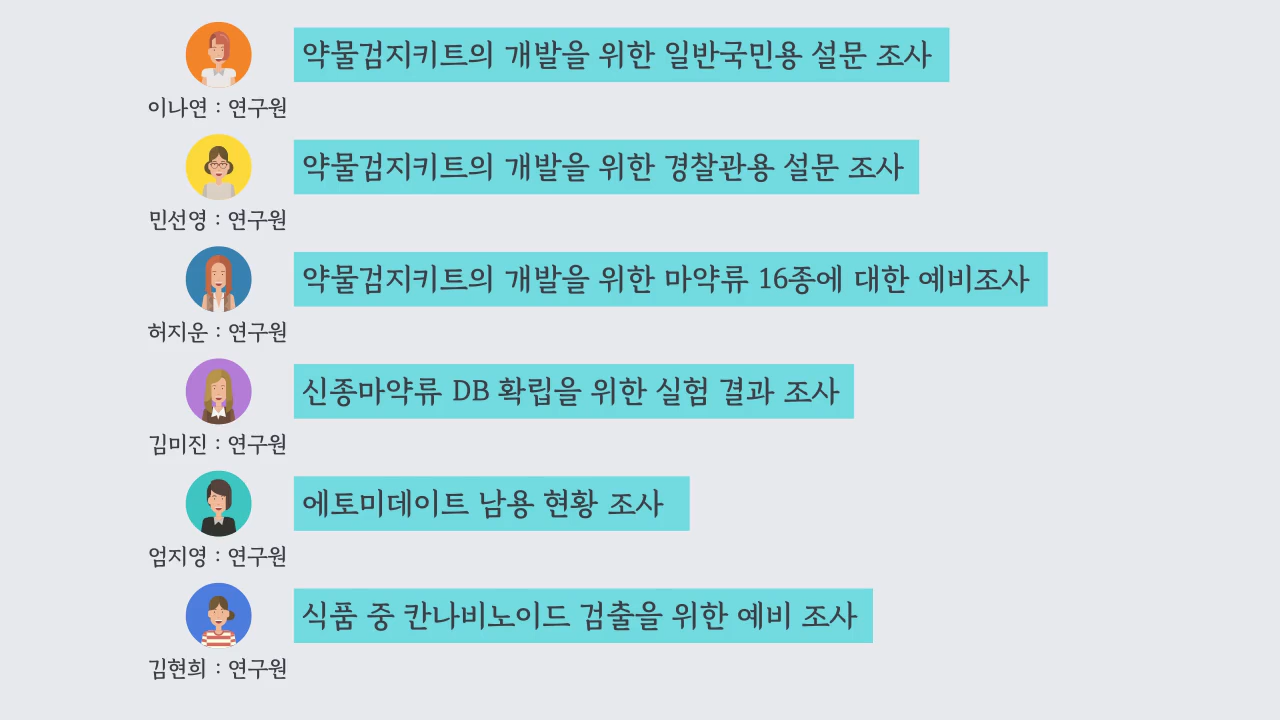 약물검지키트의 개발을 위한 일반국민용 설문 조사
이나연 : 연구원
약물검지키트의 개발을 위한 경찰관용 설문 조사
민선영 : 연구원
약물검지키트의 개발을 위한 마약류 16종에 대한 예비조사
허지운 : 연구원
신종마약류 DB 확립을 위한 실험 결과 조사
김미진 : 연구원
에토미데이트 남용 현황 조사
엄지영 : 연구원
식품 중 칸나비노이드 검출을 위한 예비 조사
김현희 : 연구원